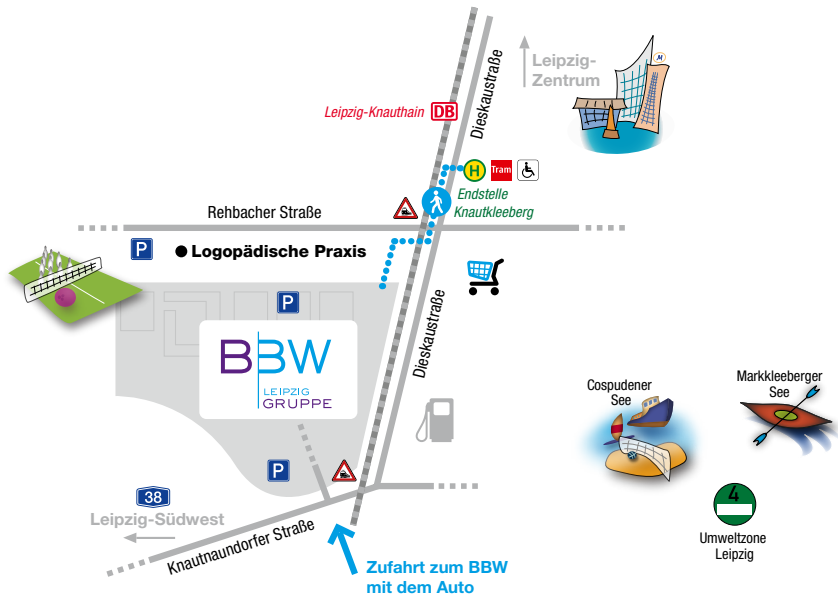 Leipzig-
Zentrum
M
Dieskaustraße
Leipzig-Knauthain DB
H Tram
Endstelle
Knautkleeberg
Rehbacher Straße
P
Logopädische Praxis
P
BBW
LEIPZIG
GRUPPE
Dieskaustraße
Cospudener
See
Markkleeberger
See
P
38
Leipzig-Südwest
Knautnaundorfer Straße
4
Umweltzone
Leipzig
Zufahrt zum BBW
mit dem Auto